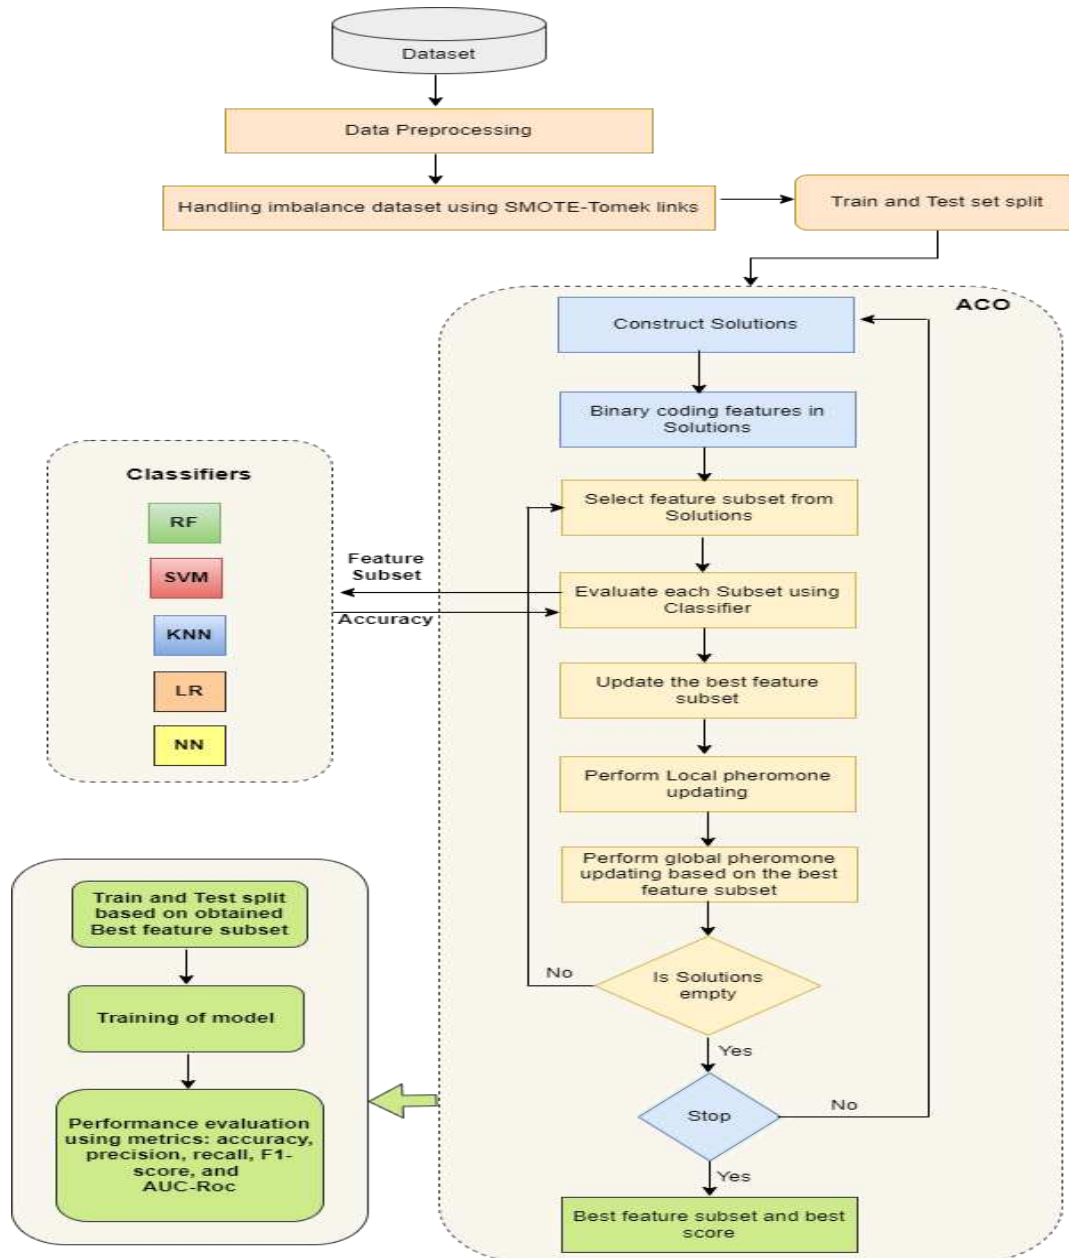 Dataset
Data Preprocessing
Handling imbalance dataset using SMOTE-Tomek links
Train and Test set split
ACO
Construct Solutions
Binary coding features in
Solutions
Select feature subset from
Solutions
Evaluate each Subset using
Classifier
Update the best feature
subset
Perform Local pheromone
updating
Perform global pheromone
updating based on the best
feature subset
Is Solutions
empty
No
Yes
Stop
No
Yes
Best feature subset and best
score
Classifiers
RF
SVM
KNN
LR
NN
Feature
Subset
Accuracy
Train and Test split
based on obtained
Best feature subset
Training of model
Performance evaluation
using metrics: accuracy,
precision, recall, F1-
score, and
AUC-Roc